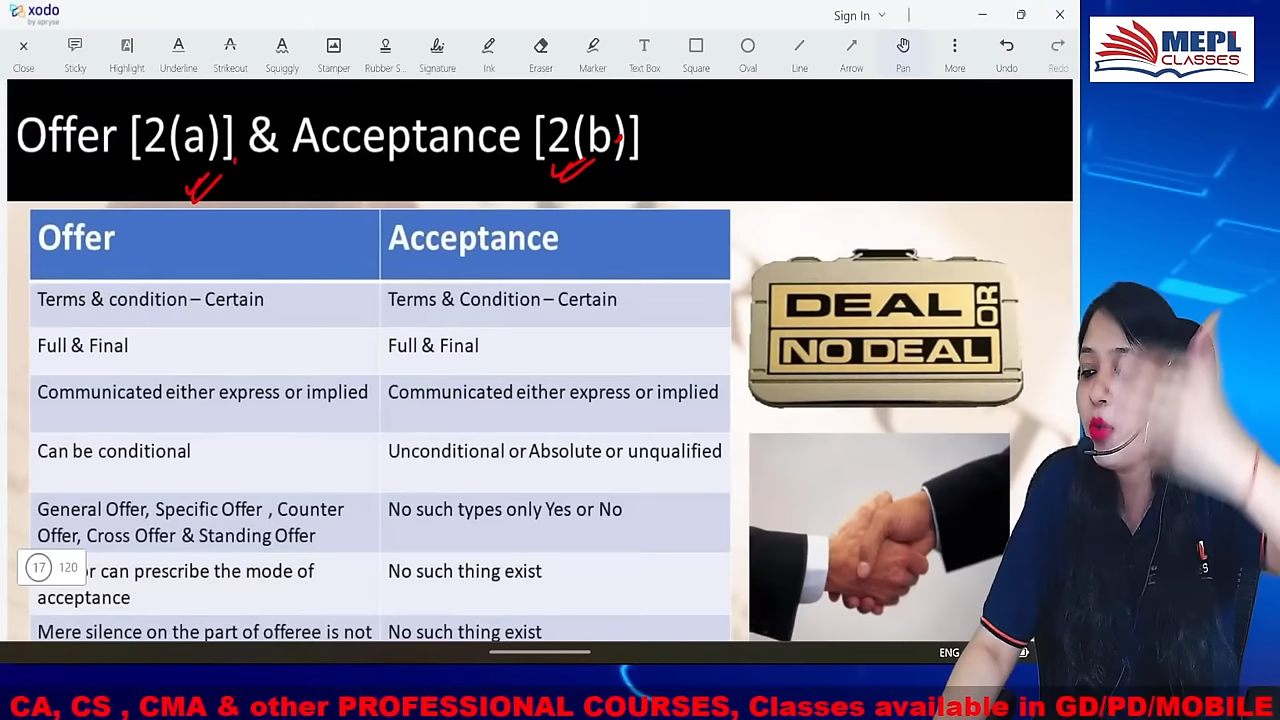 xodo
by apryse
Sign In
Close
Sticky
Highlight
Underline
Strikeout
Squiggly
Stamper
Rubber
Signature
Eraser
Marker
Text Box
Square
Oval
Line
Arrow
Pan
More
Undo
Redo
MEPL
CLASSES
Offer [2(a)] & Acceptance [2(b)]
Offer Acceptance
Terms & condition – Certain Terms & Condition – Certain
Full & Final Full & Final
Communicated either express or implied Communicated either express or implied
Can be conditional Unconditional or Absolute or unqualified
General Offer, Specific Offer , Counter No such types only Yes or No
Offer, Cross Offer & Standing Offer
17 120
can prescribe the mode of No such thing exist
acceptance
Mere silence on the part of offeree is not No such thing exist
DEAL OR
NO DEAL
ENG
CA, CS , CMA & other PROFESSIONAL COURSES, Classes available in GD/PD/MOBILE